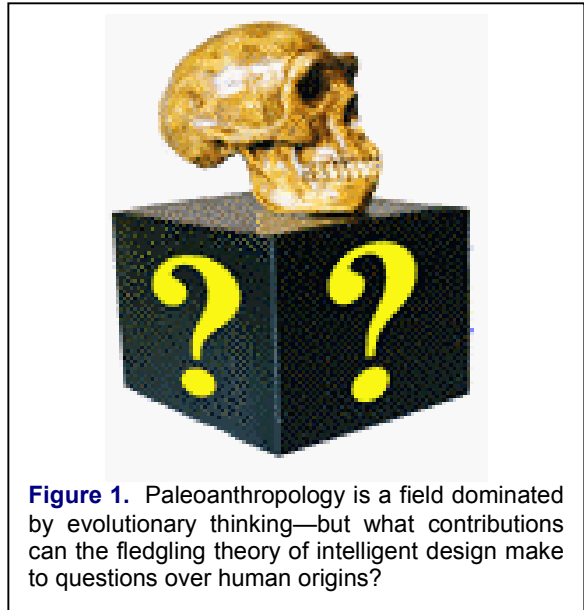 ? ?
Figure 1. Paleoanthropology is a field dominated
by evolutionary thinking—but what contributions
can the fledgling theory of intelligent design make
to questions over human origins?